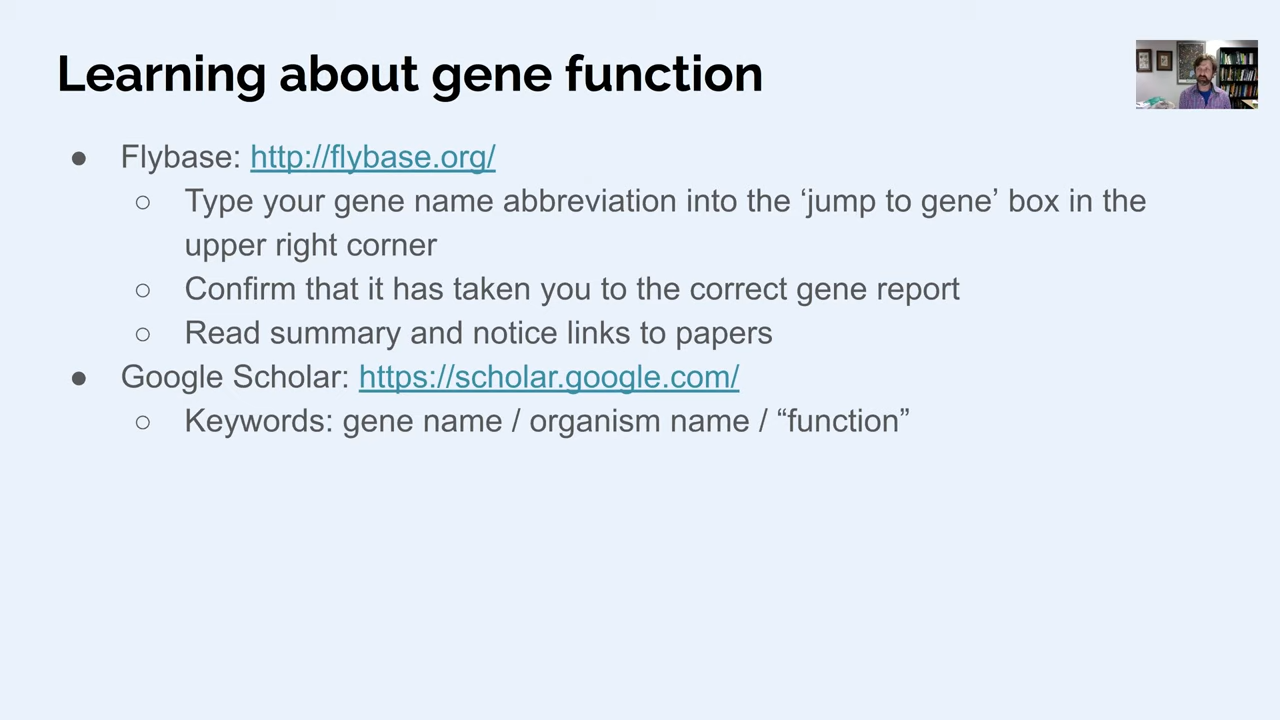 Learning about gene function
● Flybase: http://flybase.org/
○ Type your gene name abbreviation into the ‘jump to gene’ box in the
upper right corner
○ Confirm that it has taken you to the correct gene report
○ Read summary and notice links to papers
● Google Scholar: https://scholar.google.com/
○ Keywords: gene name / organism name / “function”